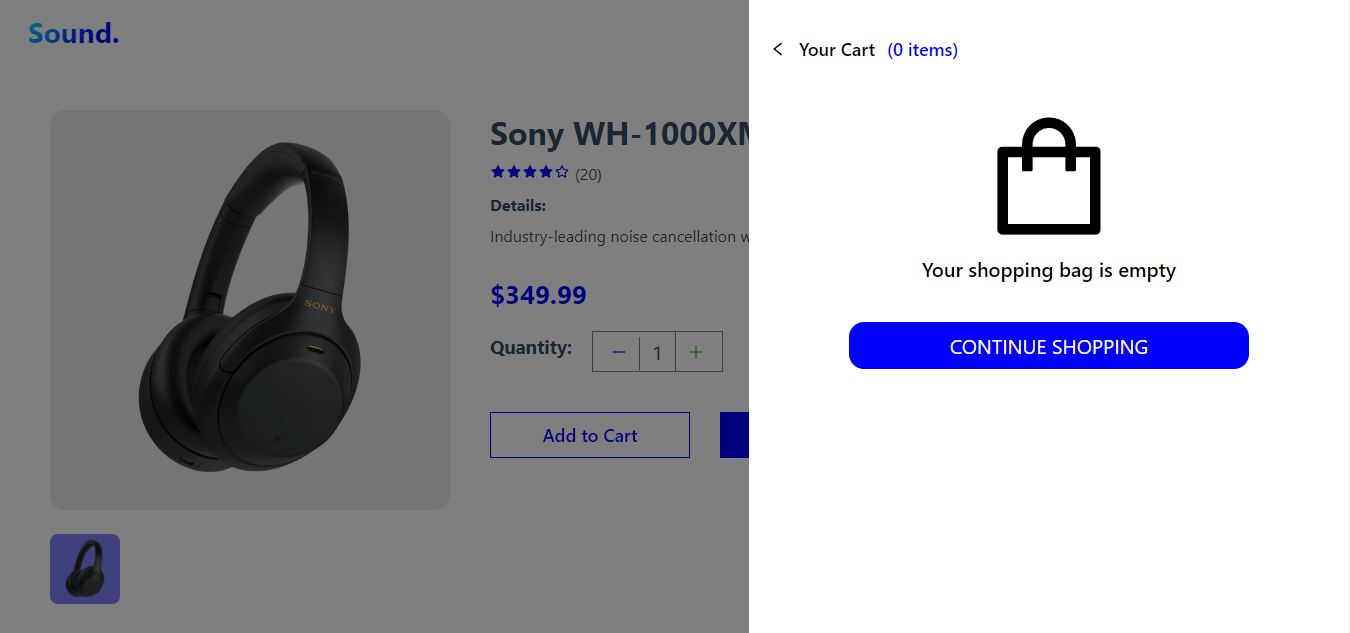 Sound.
Your Cart (0 items)
Sony WH-1000X
(20)
Details:
Industry-leading noise cancellation
$349.99
Quantity:
1
Add to Cart
SONY
Your shopping bag is empty
CONTINUE SHOPPING